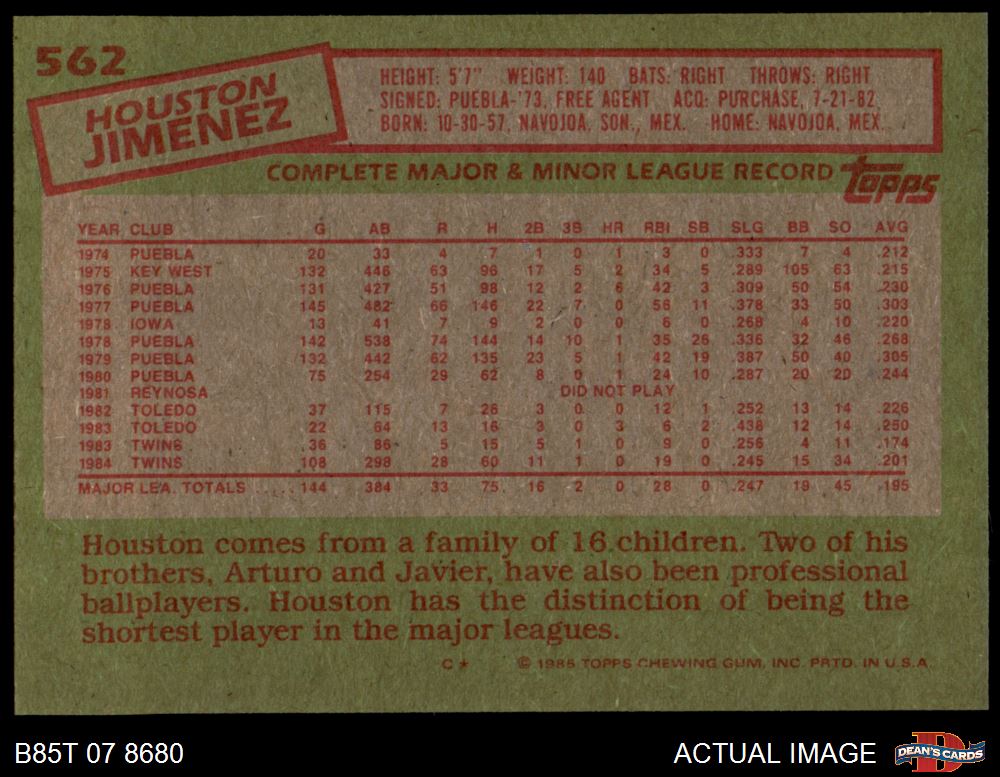 562
HOUSTON
JIMENEZ
HEIGHT: 5'7" WEIGHT: 140 BATS: RIGHT THROWS: RIGHT
SIGNED: PUEBLA-'73, FREE AGENT ACQ: PURCHASE, 7-21-82
BORN: 10-30-57, NAVOJOA, SON., MEX. HOME: NAVOJOA, MEX.
COMPLETE MAJOR & MINOR LEAGUE RECORD topps
YEAR CLUB G AB R H 2B 3B HR RBI SB SLG BB SO AVG
1974 PUEBLA 20 33 4 7 1 0 1 3 0 .333 7 4 .212
1975 KEY WEST 132 446 63 96 17 5 2 34 5 .289 105 63 .215
1976 PUEBLA 131 427 51 98 12 2 6 42 3 .309 50 54 .230
1977 PUEBLA 145 482 66 146 22 7 0 56 11 .378 33 50 .303
1978 IOWA 13 41 7 9 2 0 0 6 0 .268 4 10 .220
1978 PUEBLA 142 538 74 144 14 10 1 35 26 .336 32 46 .268
1979 PUEBLA 132 442 62 135 23 5 1 42 19 .387 50 40 .305
1980 PUEBLA 75 254 29 62 8 0 1 24 10 .287 20 20 .244
1981 REYNOSA DID NOT PLAY
1982 TOLEDO 37 115 7 26 3 0 0 12 1 .252 13 14 .226
1983 TOLEDO 22 64 13 16 3 0 3 6 2 .438 12 14 .250
1983 TWINS 36 86 5 15 5 1 0 9 0 .256 4 11 .174
1984 TWINS 108 298 28 60 11 1 0 19 0 .245 15 34 .201
MAJOR LEA. TOTALS ..... 144 384 33 75 16 2 0 28 0 .247 19 45 .195
Houston comes from a family of 16 children. Two of his
brothers, Arturo and Javier, have also been professional
ballplayers. Houston has the distinction of being the
shortest player in the major leagues.
C* © 1985 TOPPS CHEWING GUM, INC. PRTD. IN U.S.A.
B85T 07 8680 ACTUAL IMAGE DEAN'S CARDS